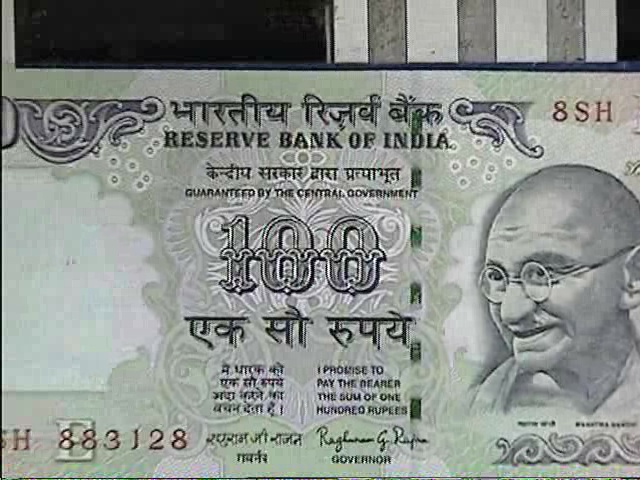 भारतीय रिज़र्व बैंक
8SH
RESERVE BANK OF INDIA
केन्दीय सरकार द्वारा प्रत्याभूत
GUARANTEED BY THE CENTRAL GOVERNMENT
100
एक सौ रुपये
मैं धारक को
एक सौ रुपये
अदा करने का
वचन देता हूँ।
I PROMISE TO
PAY THE BEARER
THE SUM OF ONE
HUNDRED RUPEES
महात्मा गांधी MAHATMA GANDHI
SH 883128
E
रघुराम जी राजन
Raghuram G. Rajan
गवर्नर
GOVERNOR